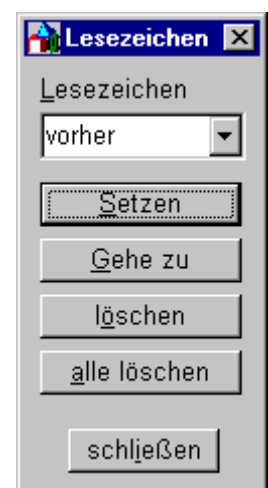 Lesezeichen
Lesezeichen
vorher
Setzen
Gehe zu
löschen
alle löschen
schließen